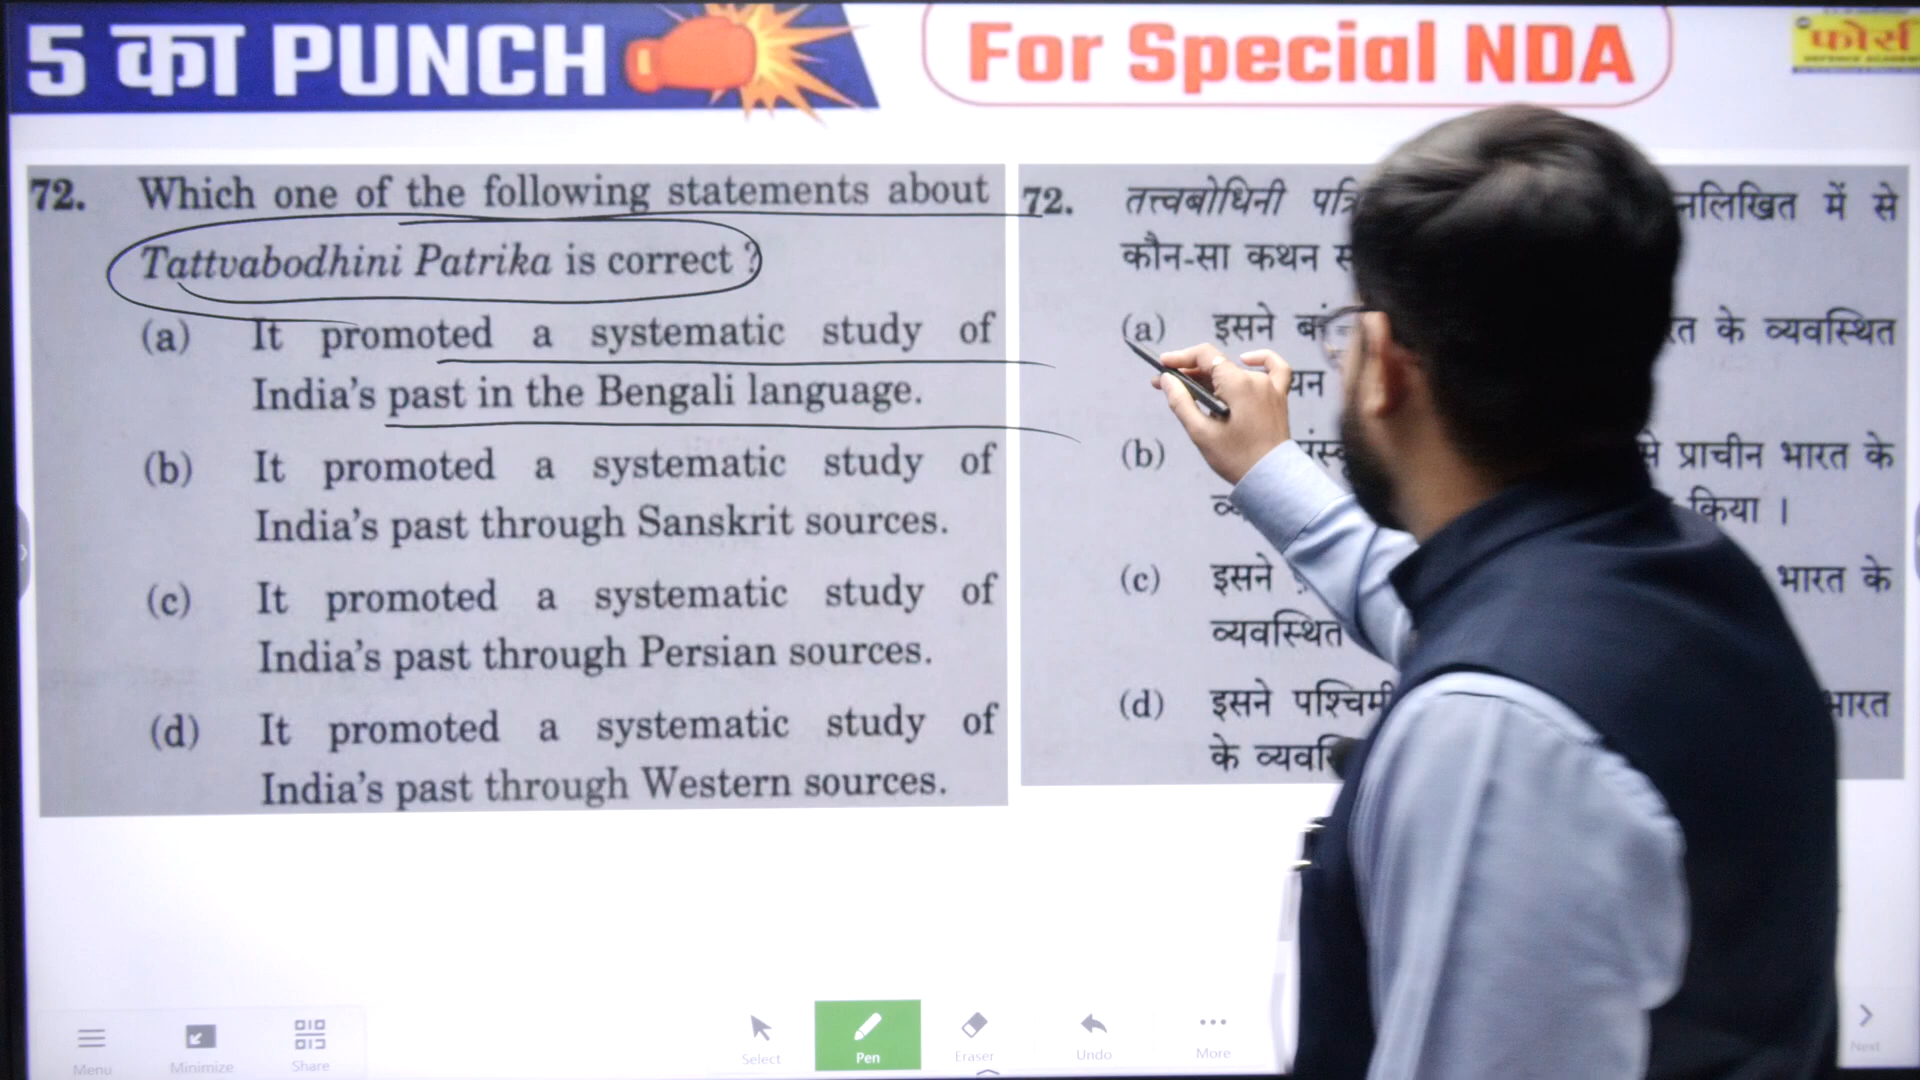 5 का PUNCH
For Special NDA
फोर्स
72. Which one of the following statements about
Tattvabodhini Patrika is correct ?
(a) It promoted a systematic study of
India's past in the Bengali language.
(b) It promoted a systematic study of
India's past through Sanskrit sources.
(c) It promoted a systematic study of
India's past through Persian sources.
(d) It promoted a systematic study of
India's past through Western sources.
72. तत्त्वबोधिनी में से
कौन-सा कथन
(a) इसने के व्यवस्थित
(b) प्राचीन भारत के
किया ।
(c) इसने भारत के
व्यवस्थित
(d) इसने
के
Menu
Minimize
Share
Select
Pen
Eraser
Undo
More
Next